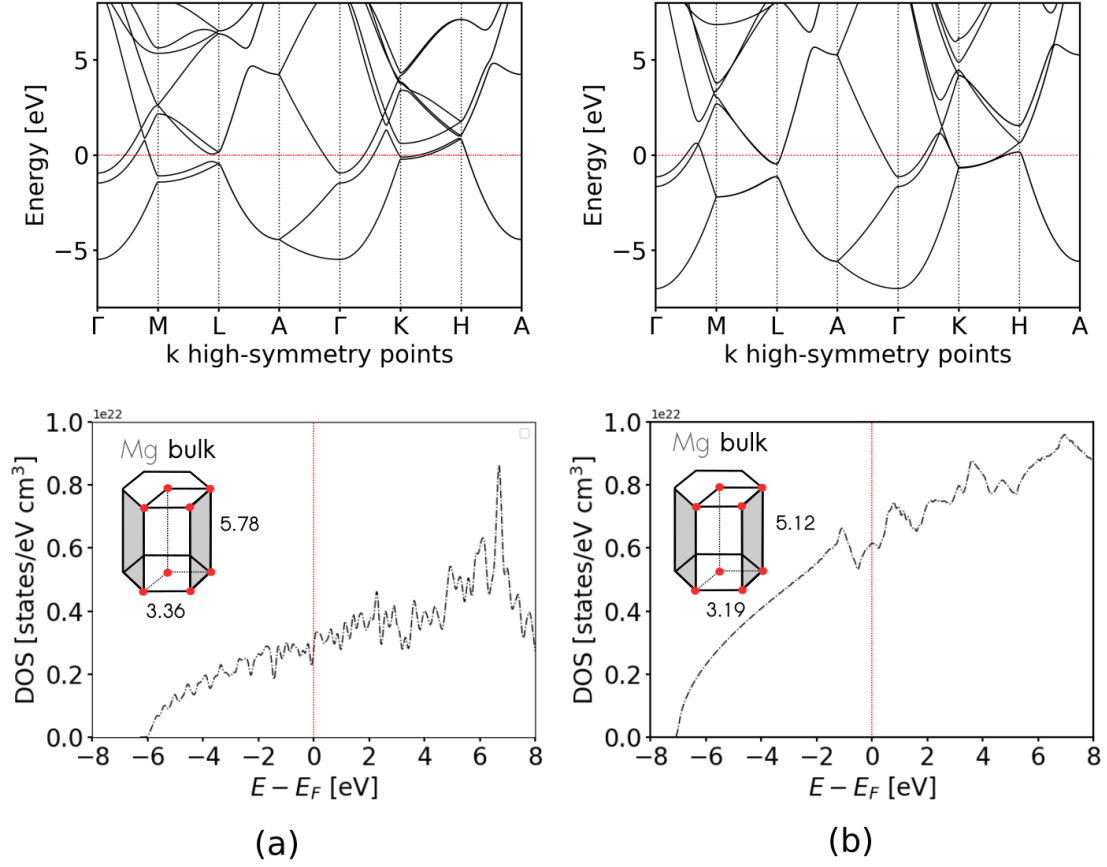 5
0
−5
Energy [eV]
Γ M L A Γ K H A
k high-symmetry points
5
0
−5
Energy [eV]
Γ M L A Γ K H A
k high-symmetry points
1e22
1.0
0.8
0.6
0.4
0.2
0.0
DOS [states/eV cm³]
Mg bulk
5.78
3.36
−8 −6 −4 −2 0 2 4 6 8
E − E_F [eV]
(a)
1e22
1.0
0.8
0.6
0.4
0.2
0.0
DOS [states/eV cm³]
Mg bulk
5.12
3.19
−8 −6 −4 −2 0 2 4 6 8
E − E_F [eV]
(b)